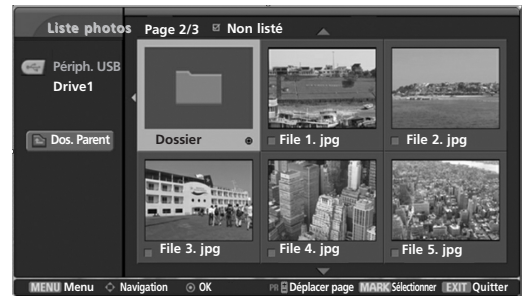 Liste photos Page 2/3 Non listé
Périph. USB
Drive1
Dos. Parent
Dossier File 1. jpg File 2. jpg
File 3. jpg File 4. jpg File 5. jpg
MENU Menu Navigation OK PR Déplacer page MARK Sélectionner EXIT Quitter